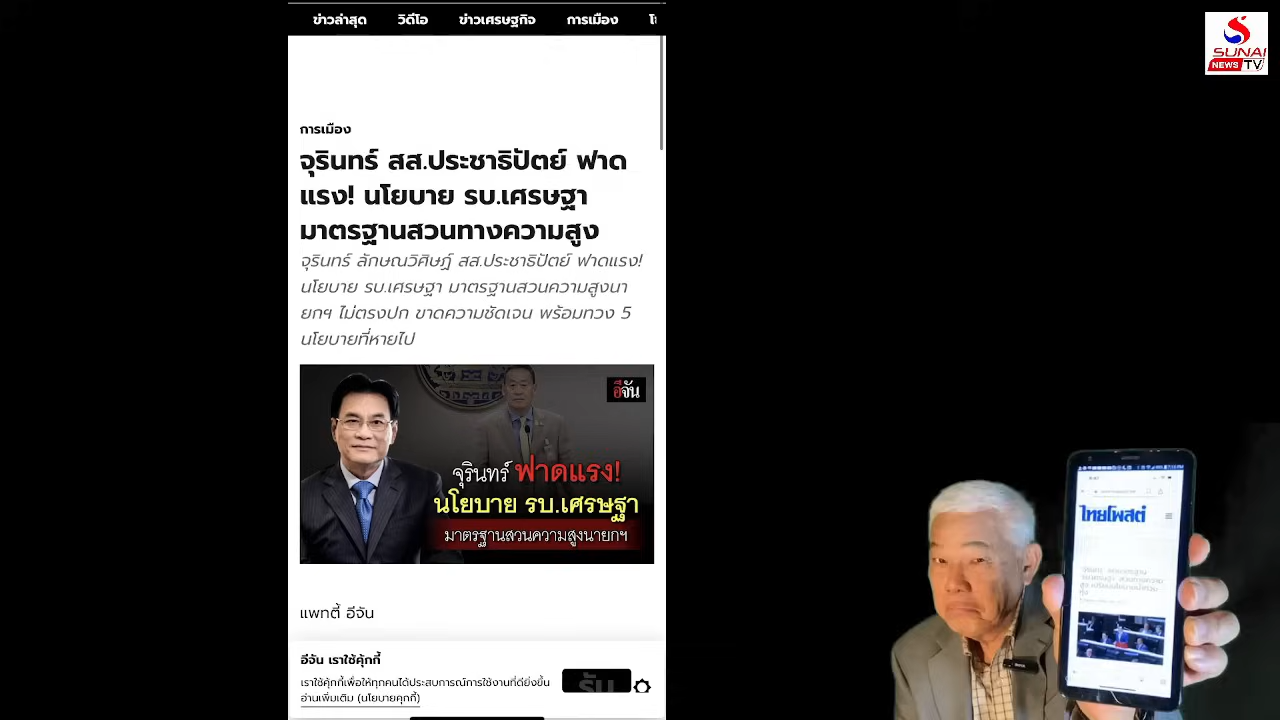 ข่าวล่าสุด วิดีโอ ข่าวเศรษฐกิจ การเมือง
SUNAI
NEWS TV
การเมือง
จุรินทร์ สส.ประชาธิปัตย์ ฟาด
แรง! นโยบาย รบ.เศรษฐา
มาตรฐานสวนทางความสูง
จุรินทร์ ลักษณวิศิษฏ์ สส.ประชาธิปัตย์ ฟาดแรง!
นโยบาย รบ.เศรษฐา มาตรฐานสวนความสูงนา
ยกฯ ไม่ตรงปก ขาดความชัดเจน พร้อมทวง 5
นโยบายที่หายไป
อีจัน
จุรินทร์ ฟาดแรง!
นโยบาย รบ.เศรษฐา
มาตรฐานสวนความสูงนายกฯ
แพทตี้ อีจัน
อีจัน เราใช้คุ้กกี้
เราใช้คุ้กกี้เพื่อให้ทุกคนได้ประสบการณ์การใช้งานที่ดียิ่งขึ้น
อ่านเพิ่มเติม (นโยบายคุกกี้)
รับ
ไทยโพสต์